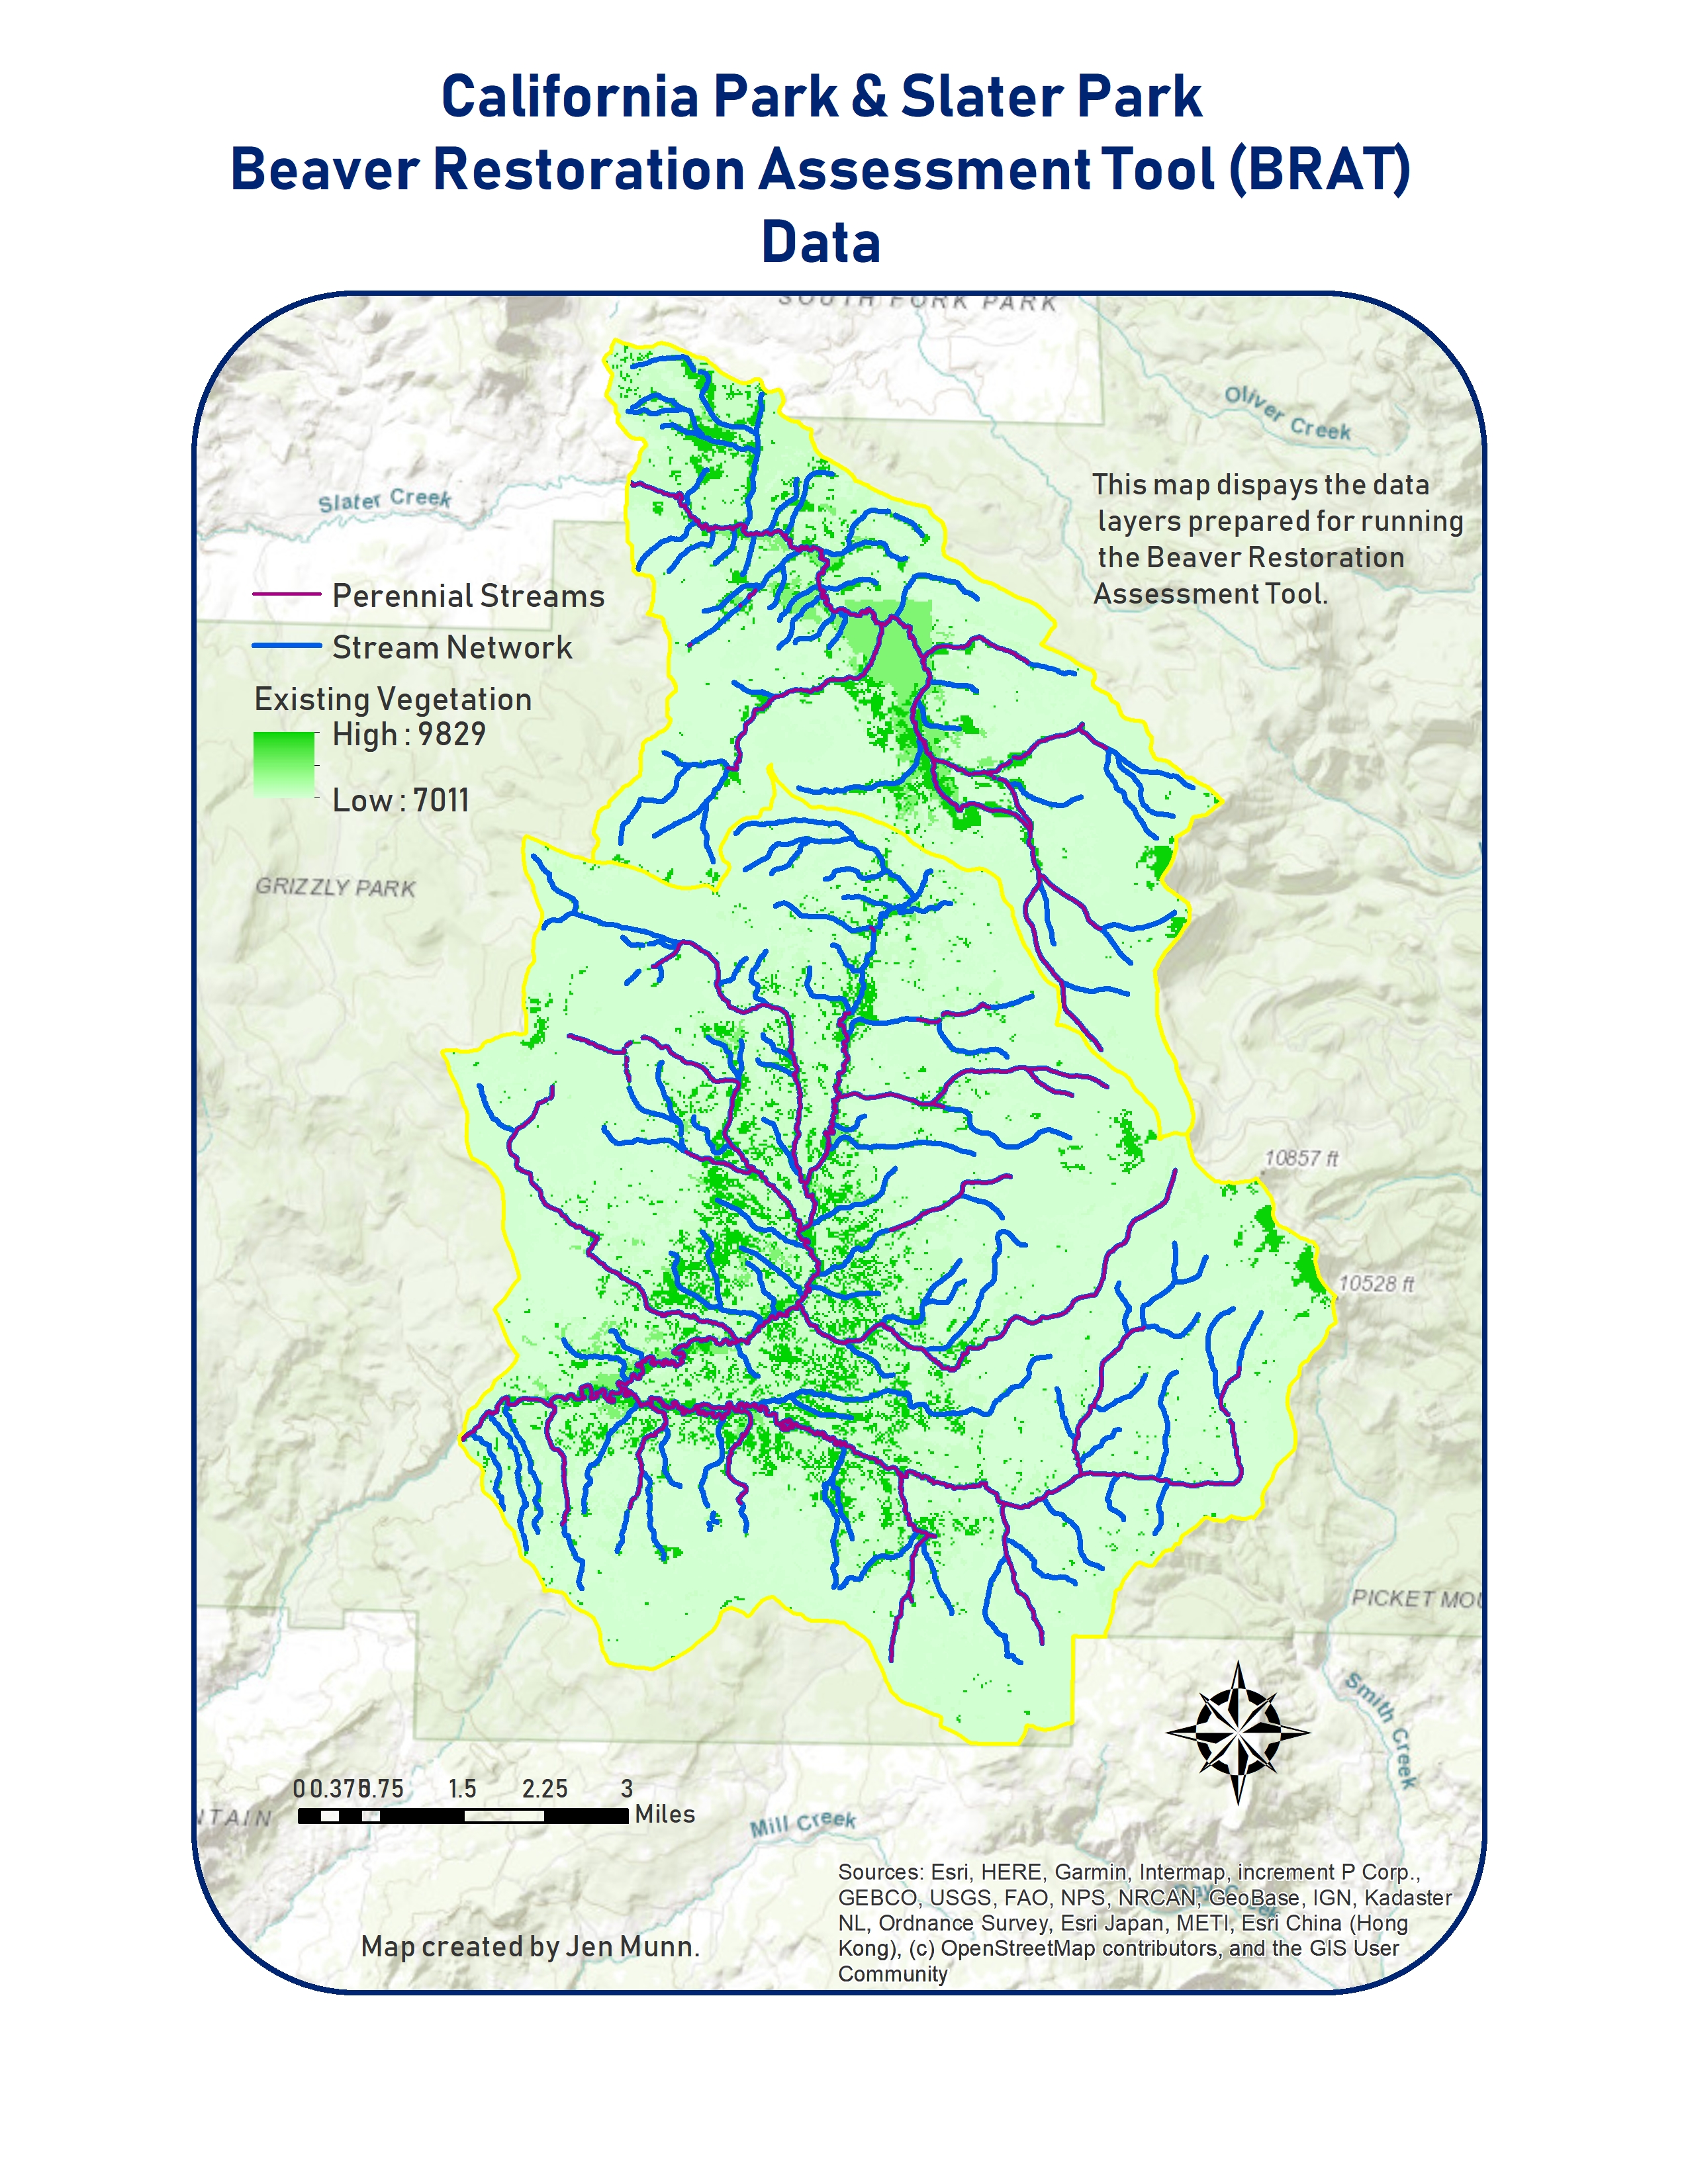 California Park & Slater Park
Beaver Restoration Assessment Tool (BRAT)
Data
SOUTH FORK PARK
Oliver Creek
This map dispays the data
layers prepared for running
the Beaver Restoration
Assessment Tool.
Slater Creek
Perennial Streams
Stream Network
Existing Vegetation
High : 9829
Low : 7011
GRIZZLY PARK
10857 ft
10528 ft
PICKET MOU
Smith Creek
0 0.375 0.75 1.5 2.25 3
Miles
NTAIN
Mill Creek
Sources: Esri, HERE, Garmin, Intermap, increment P Corp.,
GEBCO, USGS, FAO, NPS, NRCAN, GeoBase, IGN, Kadaster
NL, Ordnance Survey, Esri Japan, METI, Esri China (Hong
Kong), (c) OpenStreetMap contributors, and the GIS User
Community
Map created by Jen Munn.